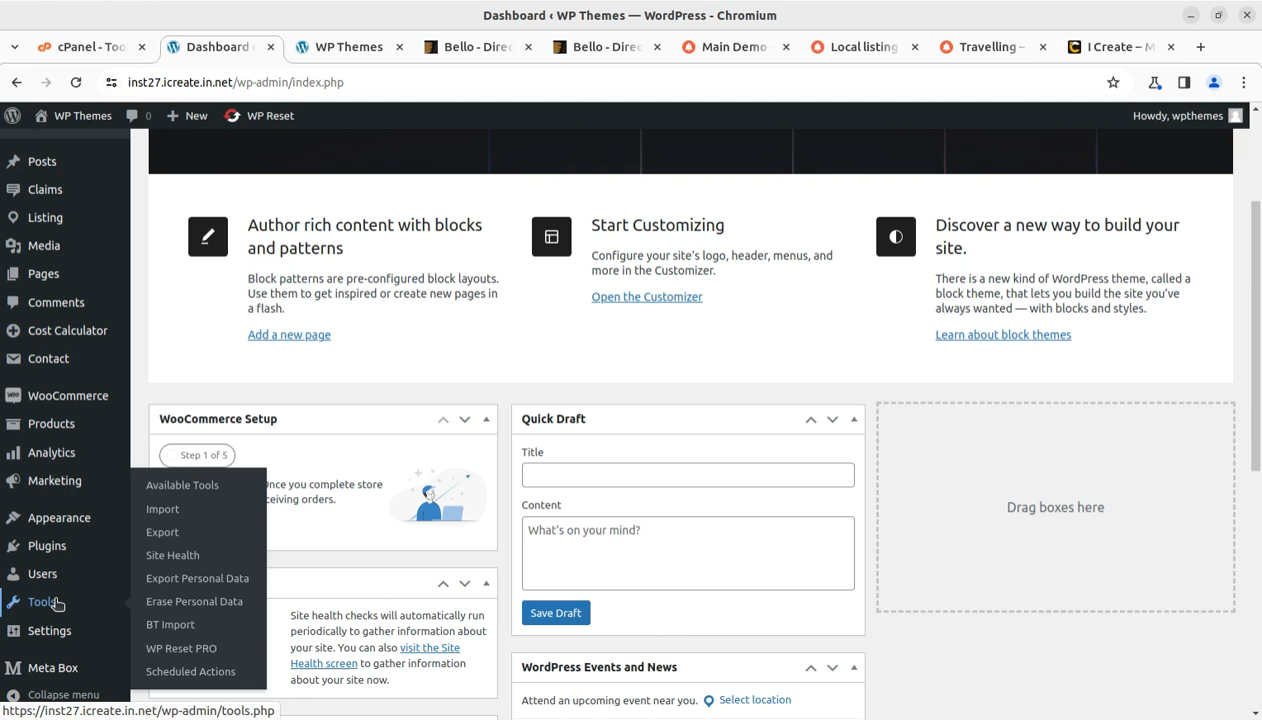 Dashboard ‹ WP Themes — WordPress - Chromium
cPanel - Too
Dashboard
WP Themes
Bello - Direc
Bello - Direc
Main Demo
Local listing
Travelling –
I Create – M
inst27.icreate.in.net/wp-admin/index.php
WP Themes
0
New
WP Reset
Howdy, wpthemes
Posts
Claims
Listing
Media
Pages
Comments
Cost Calculator
Contact
WooCommerce
Products
Analytics
Marketing
Appearance
Plugins
Users
Tools
Settings
Meta Box
Collapse menu
Available Tools
Import
Export
Site Health
Export Personal Data
Erase Personal Data
BT Import
WP Reset PRO
Scheduled Actions
Author rich content with blocks
and patterns
Block patterns are pre-configured block layouts.
Use them to get inspired or create new pages in
a flash.
Add a new page
Start Customizing
Configure your site's logo, header, menus, and
more in the Customizer.
Open the Customizer
Discover a new way to build your
site.
There is a new kind of WordPress theme, called a
block theme, that lets you build the site you've
always wanted — with blocks and styles.
Learn about block themes
WooCommerce Setup
Step 1 of 5
Once you complete store
ceiving orders.
Site health checks will automatically run
periodically to gather information about
your site. You can also visit the Site
Health screen to gather information
about your site now.
Quick Draft
Title
Content
What's on your mind?
Save Draft
WordPress Events and News
Attend an upcoming event near you.
Select location
Drag boxes here
https://inst27.icreate.in.net/wp-admin/tools.php